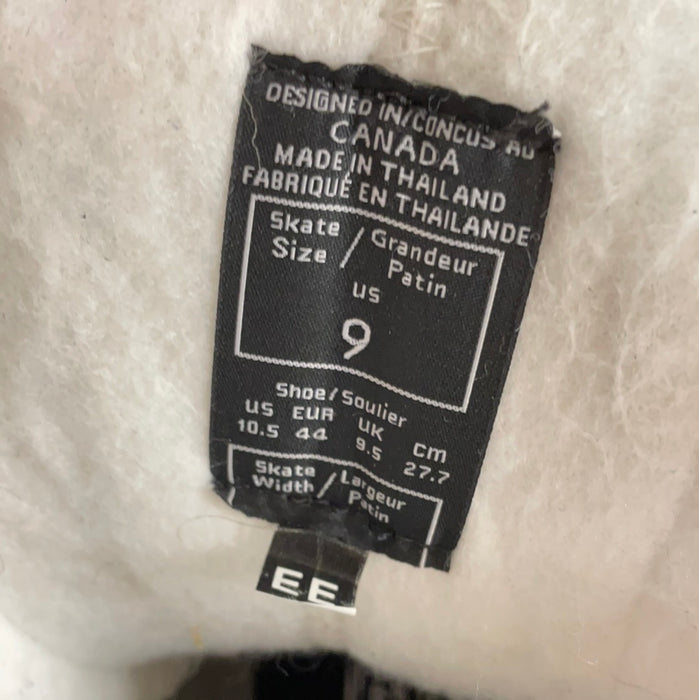 DESIGNED IN/CONCUS AU
CANADA
MADE IN THAILAND
FABRIQUÉ EN THAILANDE
Skate Size / Grandeur Patin
US
9
Shoe/Soulier
US EUR UK cm
10.5 44 9.5 27.7
Skate Width / Largeur Patin
EE